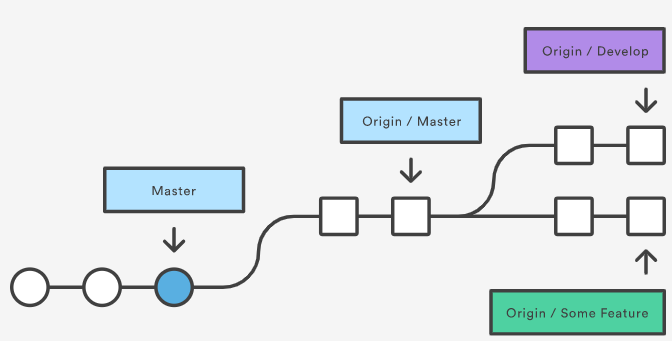 Origin / Develop
Origin / Master
Master
Origin / Some Feature